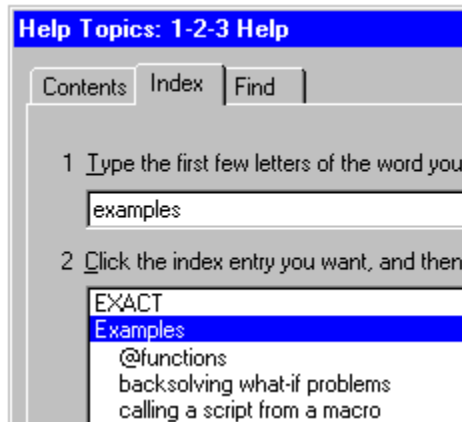 Help Topics: 1-2-3 Help
Contents Index Find
1 Type the first few letters of the word you
examples
2 Click the index entry you want, and then
EXACT
Examples
@functions
backsolving what-if problems
calling a script from a macro